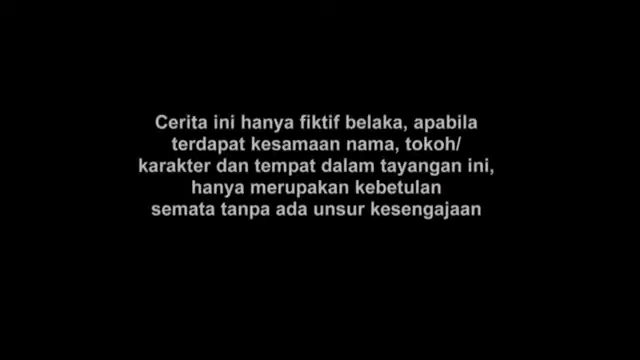 Cerita ini hanya fiktif belaka, apabila
terdapat kesamaan nama, tokoh/
karakter dan tempat dalam tayangan ini,
hanya merupakan kebetulan
semata tanpa ada unsur kesengajaan